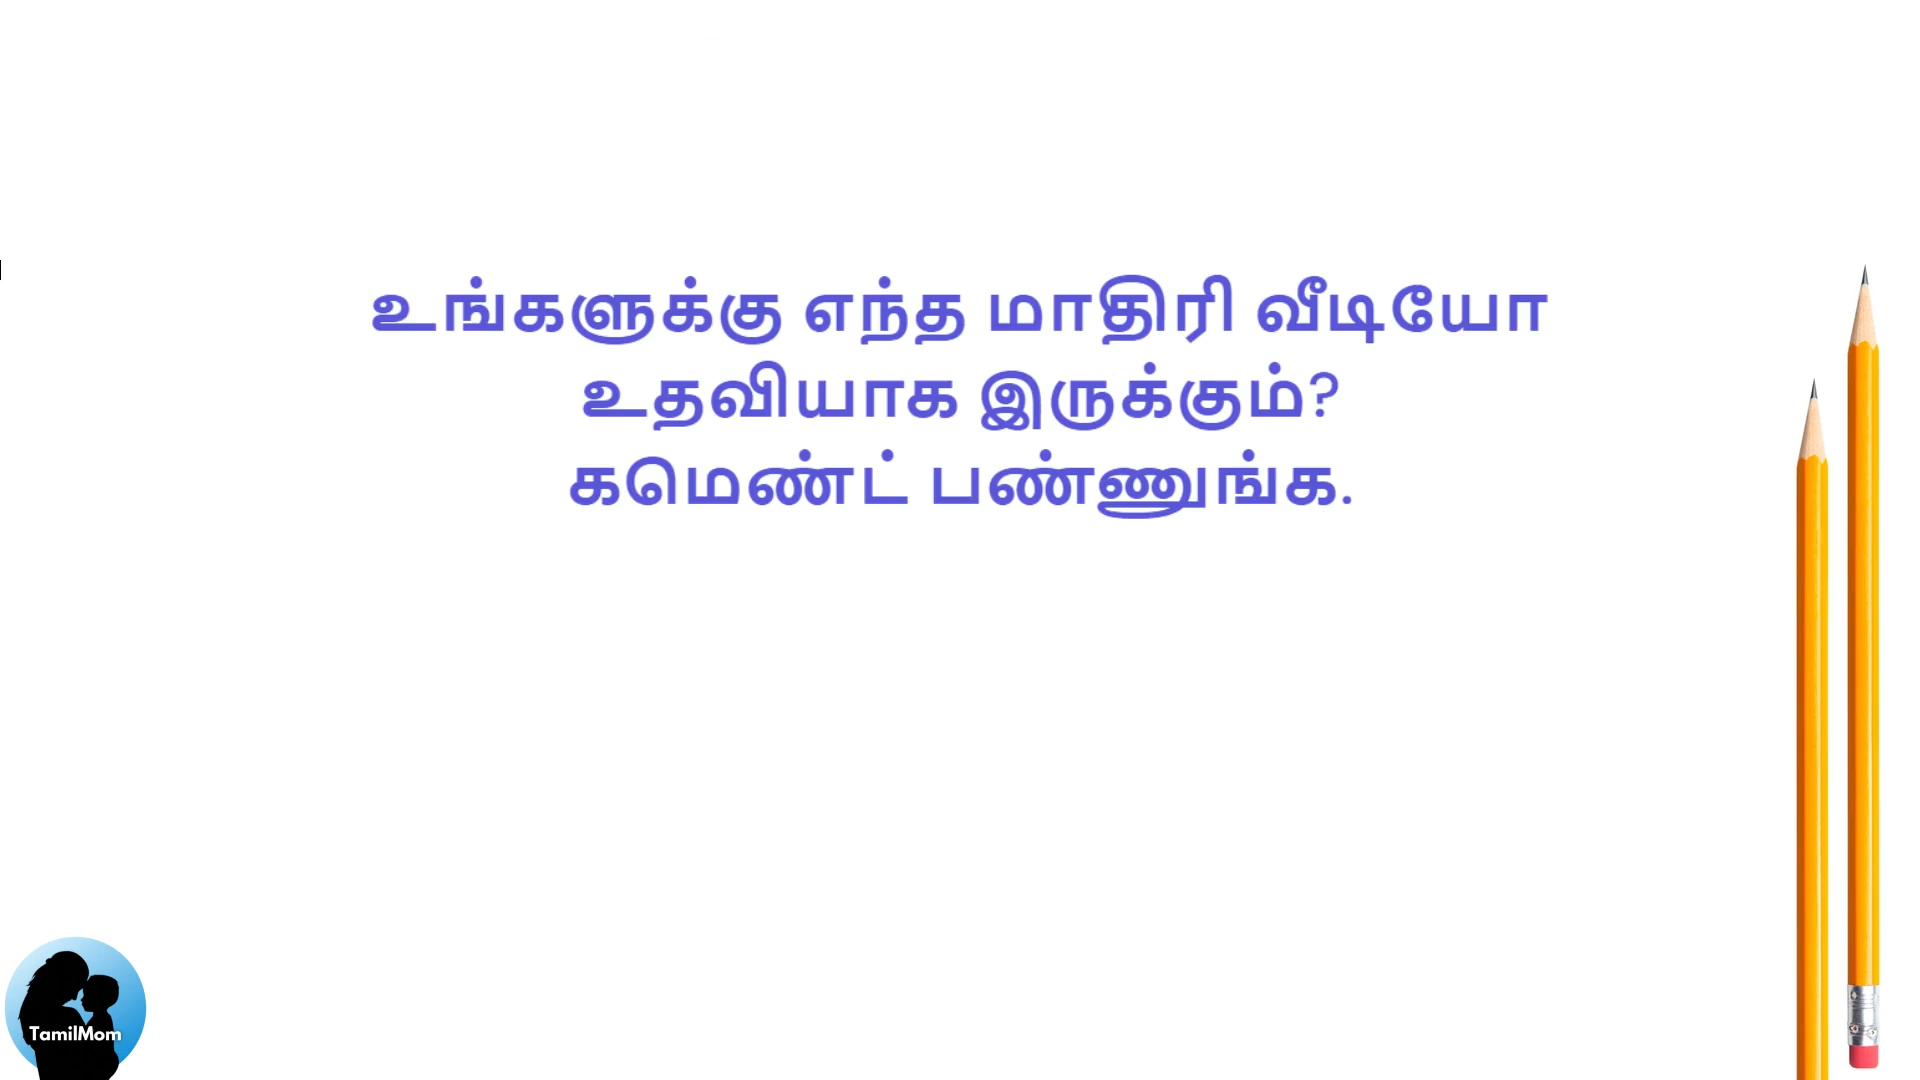 உங்களுக்கு எந்த மாதிரி வீடியோ
உதவியாக இருக்கும்?
கமெண்ட் பண்ணுங்க.
TamilMom